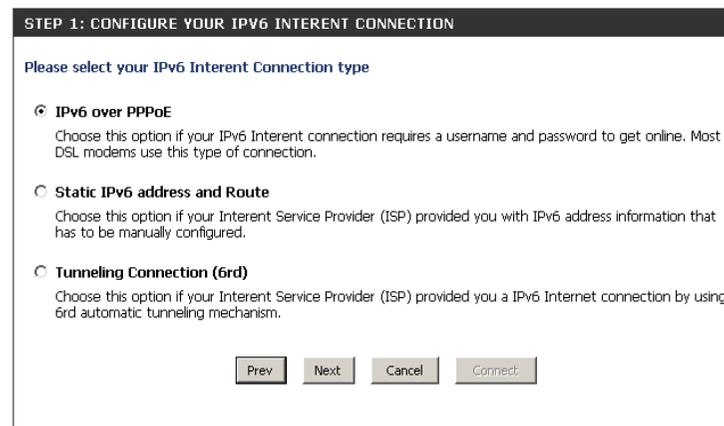 STEP 1: CONFIGURE YOUR IPV6 INTERENT CONNECTION
Please select your IPv6 Interent Connection type
IPv6 over PPPoE
Choose this option if your IPv6 Interent connection requires a username and password to get online. Most
DSL modems use this type of connection.
Static IPv6 address and Route
Choose this option if your Interent Service Provider (ISP) provided you with IPv6 address information that
has to be manually configured.
Tunneling Connection (6rd)
Choose this option if your Interent Service Provider (ISP) provided you a IPv6 Internet connection by using
6rd automatic tunneling mechanism.
Prev Next Cancel Connect